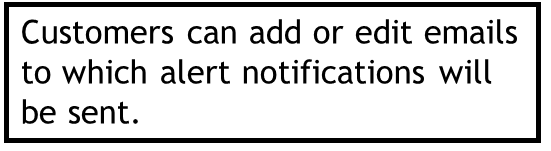 Customers can add or edit emails
to which alert notifications will
be sent.